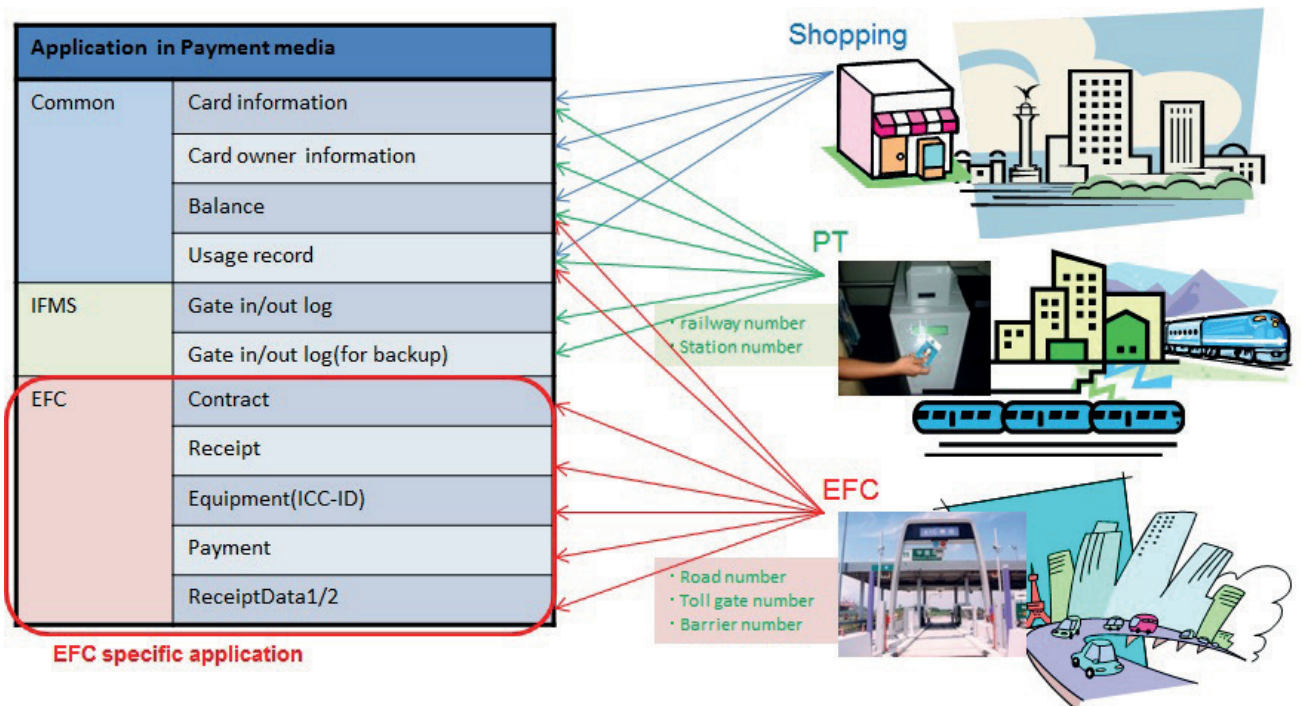 Application in Payment media
Common
Card information
Card owner information
Balance
Usage record
IFMS
Gate in/out log
Gate in/out log(for backup)
EFC
Contract
Receipt
Equipment(ICC-ID)
Payment
ReceiptData1/2
EFC specific application
Shopping
PT
・railway number
・Station number
EFC
・Road number
・Toll gate number
・Barrier number